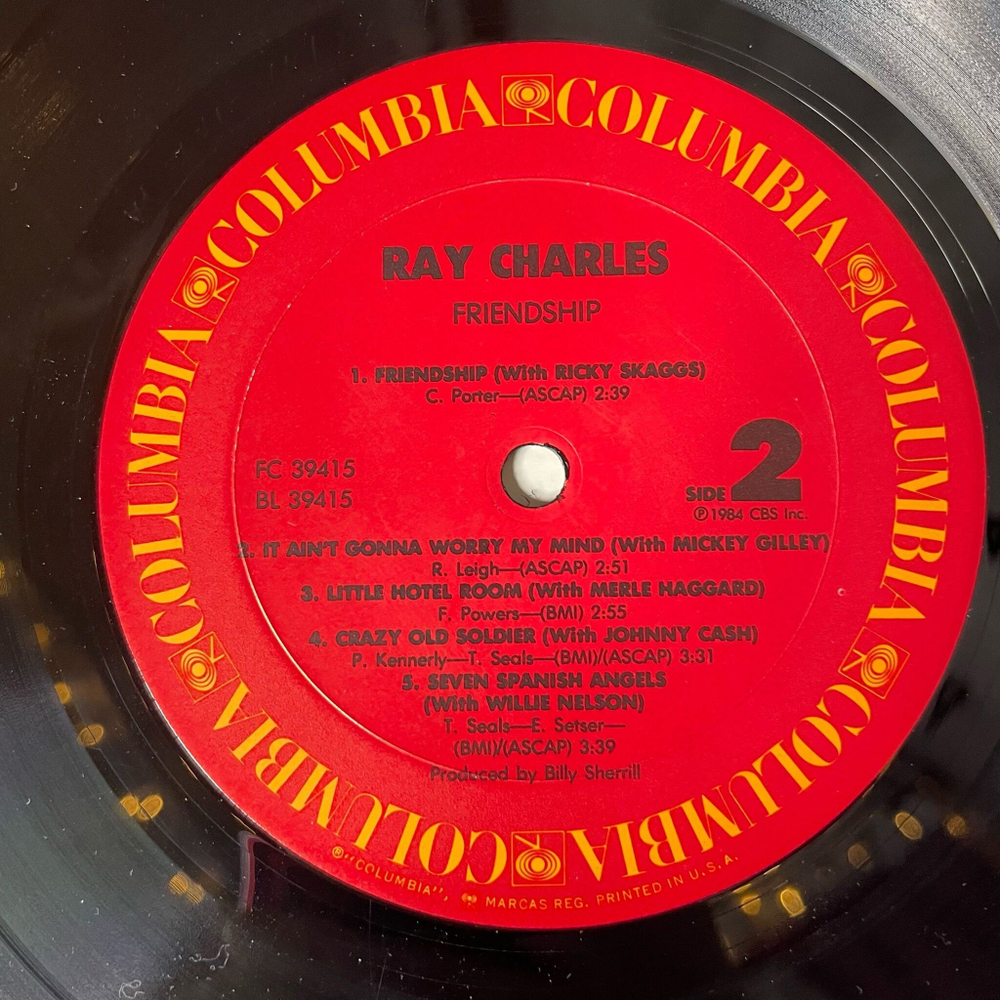 COLUMBIA COLUMBIA COLUMBIA COLUMBIA COLUMBIA COLUMBIA
RAY CHARLES
FRIENDSHIP
1. FRIENDSHIP (With RICKY SKAGGS)
C. Porter—(ASCAP) 2:39
FC 39415
BL 39415
SIDE 2
℗ 1984 CBS Inc.
2. IT AIN'T GONNA WORRY MY MIND (With MICKEY GILLEY)
R. Leigh—(ASCAP) 2:51
3. LITTLE HOTEL ROOM (With MERLE HAGGARD)
F. Powers—(BMI) 2:55
4. CRAZY OLD SOLDIER (With JOHNNY CASH)
P. Kennerly—T. Seals—(BMI)/(ASCAP) 3:31
5. SEVEN SPANISH ANGELS
(With WILLIE NELSON)
T. Seals—E. Setser—
(BMI)/(ASCAP) 3:39
Produced by Billy Sherrill
®"COLUMBIA", MARCAS REG. PRINTED IN U.S.A.